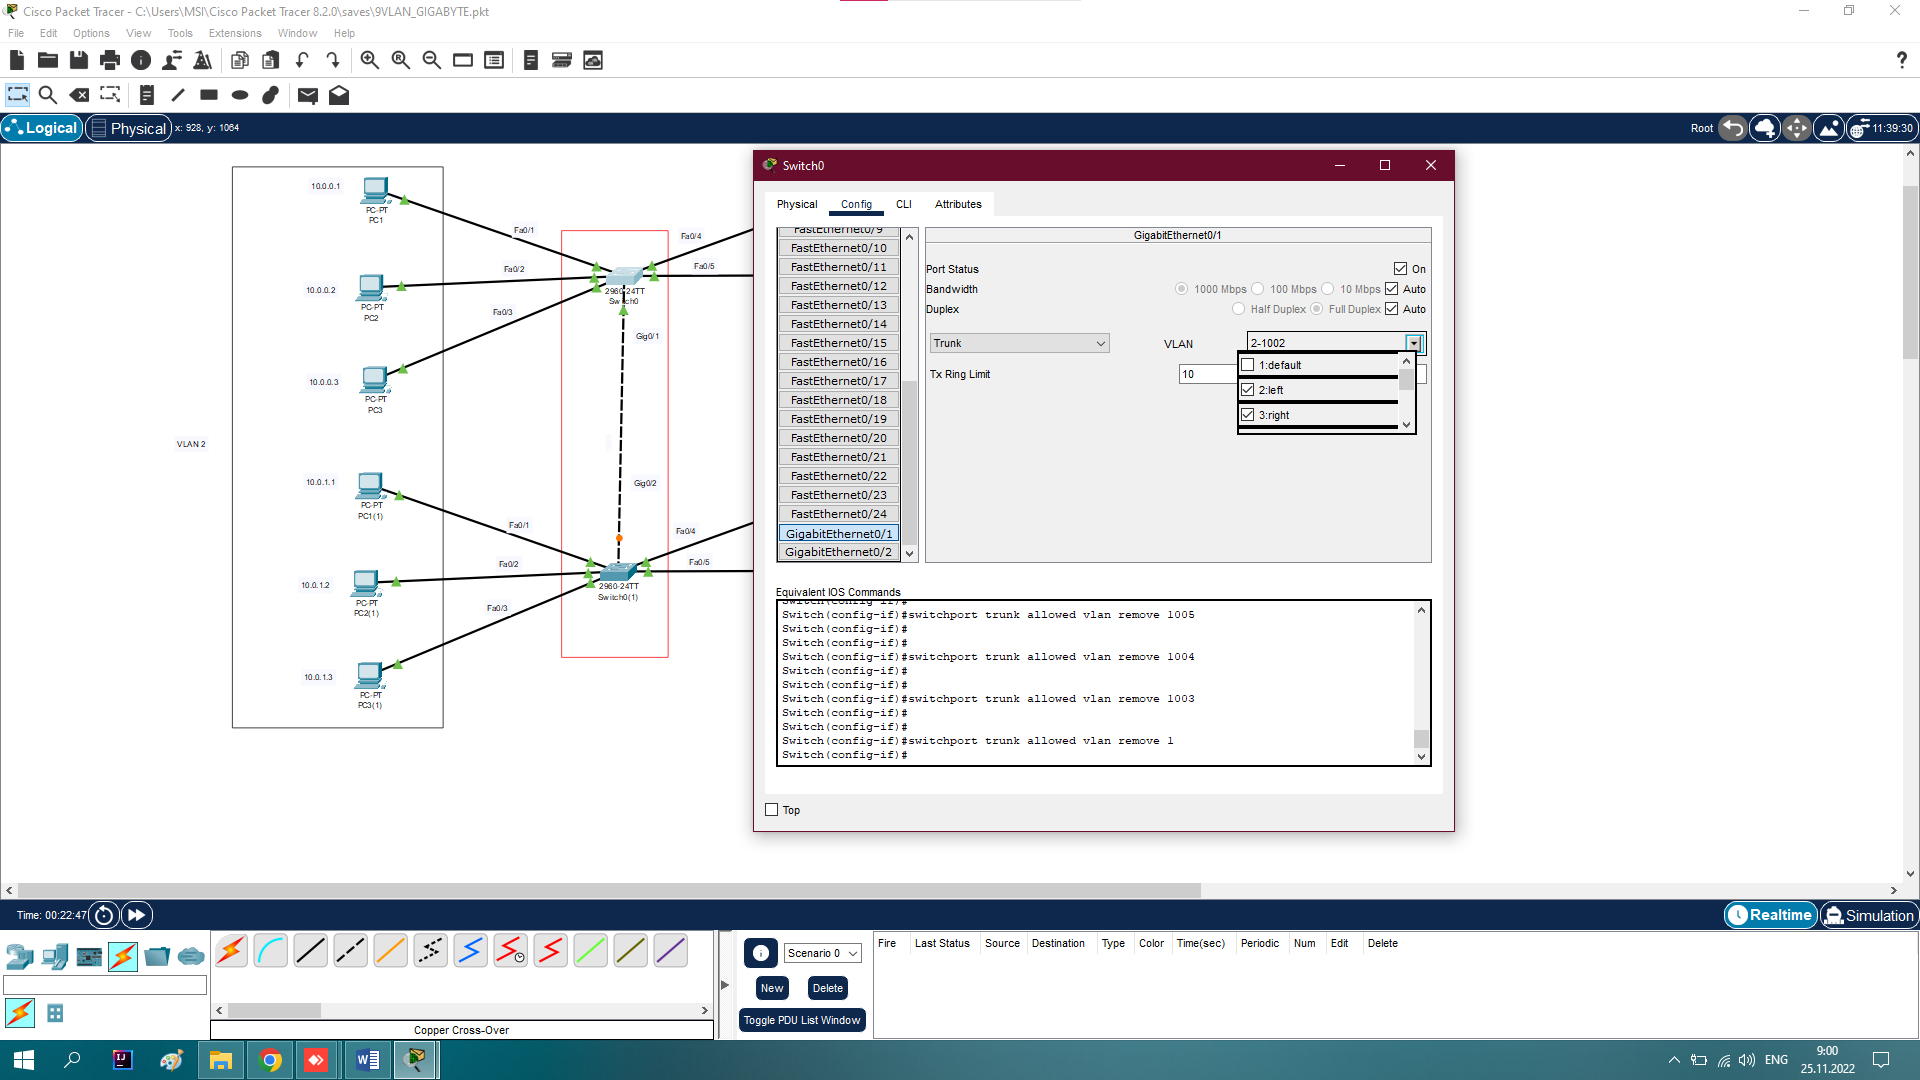 Cisco Packet Tracer - C:\Users\MSI\Cisco Packet Tracer 8.2.0\saves\9VLAN_GIGABYTE.pkt
File Edit Options View Tools Extensions Window Help
?
Logical Physical x: 928, y: 1064 Root 11:39:30
10.0.0.1
PC-PT
PC1
10.0.0.2
PC-PT
PC2
10.0.0.3
PC-PT
PC3
VLAN 2
10.0.1.1
PC-PT
PC1(1)
10.0.1.2
PC-PT
PC2(1)
10.0.1.3
PC-PT
PC3(1)
Fa0/1
Fa0/2
Fa0/3
Fa0/4
Fa0/5
2960-24TT
Switch0
Gig0/1
Gig0/2
Fa0/1
Fa0/2
Fa0/3
Fa0/4
Fa0/5
2960-24TT
Switch0(1)
Switch0
Physical Config CLI Attributes
FastEthernet0/9
FastEthernet0/10
FastEthernet0/11
FastEthernet0/12
FastEthernet0/13
FastEthernet0/14
FastEthernet0/15
FastEthernet0/16
FastEthernet0/17
FastEthernet0/18
FastEthernet0/19
FastEthernet0/20
FastEthernet0/21
FastEthernet0/22
FastEthernet0/23
FastEthernet0/24
GigabitEthernet0/1
GigabitEthernet0/2
GigabitEthernet0/1
Port Status On
Bandwidth 1000 Mbps 100 Mbps 10 Mbps Auto
Duplex Half Duplex Full Duplex Auto
Trunk VLAN 2-1002
1:default
2:left
3:right
Tx Ring Limit 10
Equivalent IOS Commands
Switch(config-if)#
Switch(config-if)#switchport trunk allowed vlan remove 1005
Switch(config-if)#
Switch(config-if)#
Switch(config-if)#switchport trunk allowed vlan remove 1004
Switch(config-if)#
Switch(config-if)#
Switch(config-if)#switchport trunk allowed vlan remove 1003
Switch(config-if)#
Switch(config-if)#
Switch(config-if)#switchport trunk allowed vlan remove 1
Switch(config-if)#
Top
Time: 00:22:47 Realtime Simulation
Scenario 0
New Delete
Toggle PDU List Window
Fire Last Status Source Destination Type Color Time(sec) Periodic Num Edit Delete
Copper Cross-Over
ENG
9:00
25.11.2022